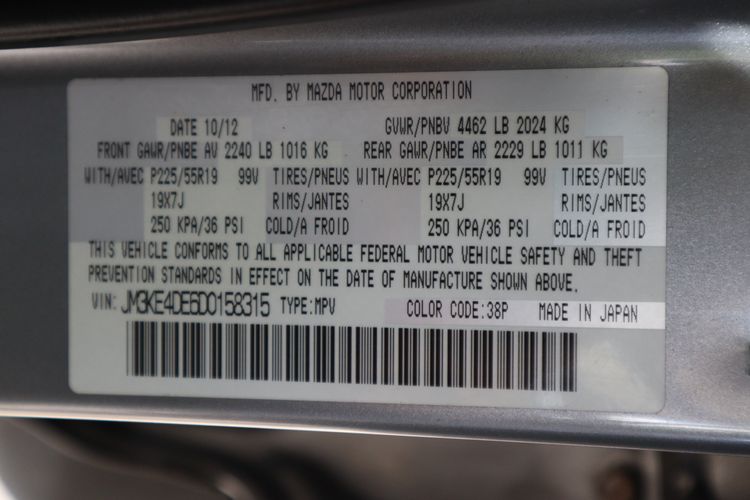 MFD. BY MAZDA MOTOR CORPORATION
DATE 10/12 GVWR/PNBV 4462 LB 2024 KG
FRONT GAWR/PNBE AV 2240 LB 1016 KG REAR GAWR/PNBE AR 2229 LB 1011 KG
WITH/AVEC P225/55R19 99V TIRES/PNEUS WITH/AVEC P225/55R19 99V TIRES/PNEUS
19X7J RIMS/JANTES 19X7J RIMS/JANTES
250 KPA/36 PSI COLD/A FROID 250 KPA/36 PSI COLD/A FROID
THIS VEHICLE CONFORMS TO ALL APPLICABLE FEDERAL MOTOR VEHICLE SAFETY AND THEFT
PREVENTION STANDARDS IN EFFECT ON THE DATE OF MANUFACTURE SHOWN ABOVE.
VIN: JM3KE4DE6D0158315 TYPE:MPV COLOR CODE:38P MADE IN JAPAN